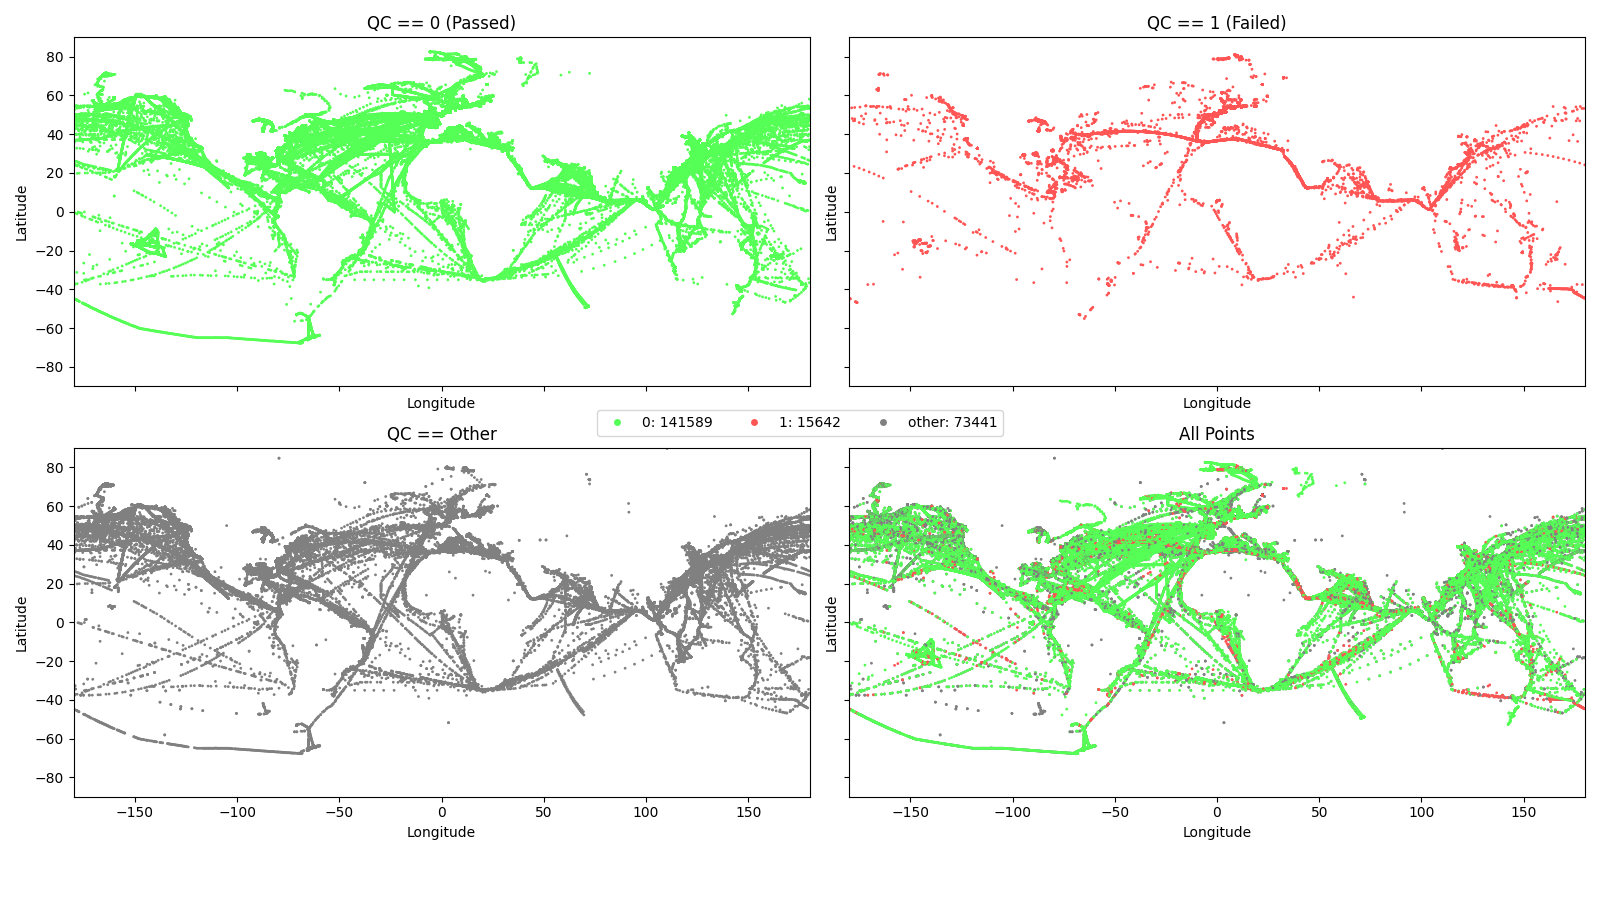 QC == 0 (Passed)
QC == 1 (Failed)
80
60
40
20
0
−20
−40
−60
−80
Latitude
Latitude
Longitude
Longitude
0: 141589 1: 15642 other: 73441
QC == Other
All Points
80
60
40
20
0
−20
−40
−60
−80
Latitude
Latitude
−150 −100 −50 0 50 100 150
−150 −100 −50 0 50 100 150
Longitude
Longitude